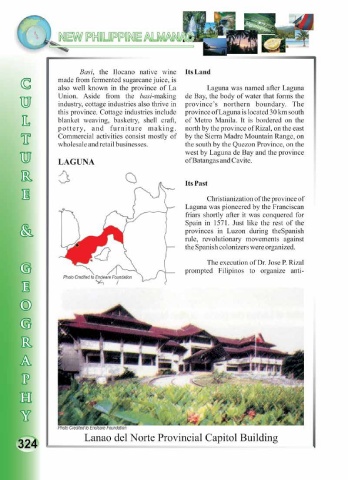 NEW PHILIPPINE ALMANAC
Basi, the Ilocano native wine
made from fermented sugarcane juice, is
also well known in the province of La
Union. Aside from the basi-making
industry, cottage industries also thrive in
this province. Cottage industries include
blanket weaving, basketry, shell craft,
pottery, and furniture making.
Commercial activities consist mostly of
wholesale and retail businesses.
LAGUNA
Photo Credited to Encleare Foundation
Its Land
Laguna was named after Laguna
de Bay, the body of water that forms the
province's northern boundary. The
province of Laguna is located 30 km south
of Metro Manila. It is bordered on the
north by the province of Rizal, on the east
by the Sierra Madre Mountain Range, on
the south by the Quezon Province, on the
west by Laguna de Bay and the province
of Batangas and Cavite.
Its Past
Christianization of the province of
Laguna was pioneered by the Franciscan
friars shortly after it was conquered for
Spain in 1571. Just like the rest of the
provinces in Luzon during theSpanish
rule, revolutionary movements against
the Spanish colonizers were organized.
The execution of Dr. Jose P. Rizal
prompted Filipinos to organize anti-
Photo Credited to Encleare Foundation
Lanao del Norte Provincial Capitol Building
CULTURE & GEOGRAPHY
324